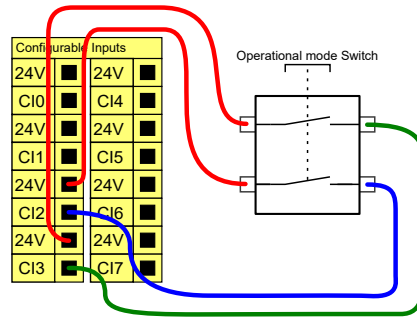 Configurable Inputs
Operational mode Switch
24V 24V
CI0 CI4
24V 24V
CI1 CI5
24V 24V
CI2 CI6
24V 24V
CI3 CI7